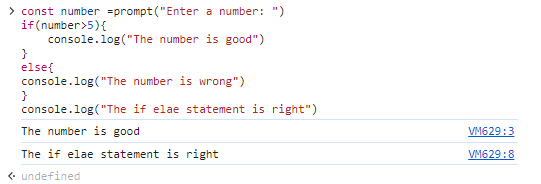 const number =prompt("Enter a number: ")
if(number>5){
    console.log("The number is good")
}
else{
console.log("The number is wrong")
}
console.log("The if elae statement is right")
The number is good VM629:3
The if elae statement is right VM629:8
undefined